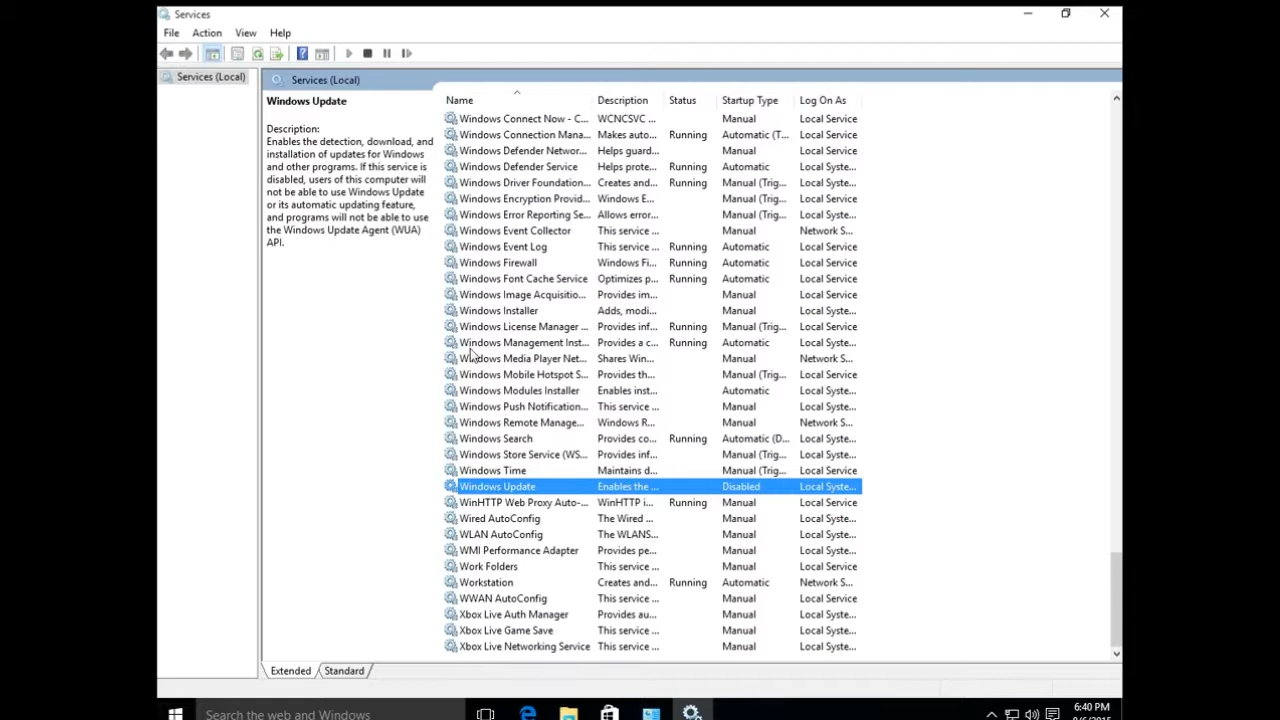 Services
File Action View Help
Services (Local)
Services (Local)
Windows Update
Description:
Enables the detection, download, and
installation of updates for Windows
and other programs. If this service is
disabled, users of this computer will
not be able to use Windows Update
or its automatic updating feature,
and programs will not be able to use
the Windows Update Agent (WUA)
API.
Name Description Status Startup Type Log On As
Windows Connect Now - C... WCNCSVC ... Manual Local Service
Windows Connection Mana... Makes auto... Running Automatic (T... Local Service
Windows Defender Networ... Helps guard... Manual Local Service
Windows Defender Service Helps prote... Running Automatic Local Service
Windows Driver Foundation... Creates and... Running Manual (Trig... Local Service
Windows Encryption Provid... Windows E... Manual (Trig... Local Service
Windows Error Reporting Se... Allows error... Manual (Trig... Local Syste...
Windows Event Collector This service ... Manual Network S...
Windows Event Log This service ... Running Automatic Local Service
Windows Firewall Windows Fi... Running Automatic Local Service
Windows Font Cache Service Optimizes p... Running Automatic Local Service
Windows Image Acquisitio... Provides im... Manual Local Service
Windows Installer Adds, modi... Manual Local Syste...
Windows License Manager ... Provides inf... Running Manual (Trig... Local Service
Windows Management Inst... Provides a c... Running Automatic Local Syste...
Windows Media Player Net... Shares Win... Manual Network S...
Windows Mobile Hotspot S... Provides th... Manual (Trig... Local Service
Windows Modules Installer Enables inst... Automatic Local Syste...
Windows Push Notification... This service ... Manual Local Syste...
Windows Remote Manage... Windows R... Manual Network S...
Windows Search Provides co... Running Automatic (D... Local Syste...
Windows Store Service (WS... Provides inf... Manual (Trig... Local Syste...
Windows Time Maintains d... Manual (Trig... Local Service
Windows Update Enables the ... Disabled Local Syste...
WinHTTP Web Proxy Auto-... WinHTTP i... Running Manual Local Service
Wired AutoConfig The Wired ... Manual Local Syste...
WLAN AutoConfig The WLANS... Manual Local Syste...
WMI Performance Adapter Provides pe... Manual Local Syste...
Work Folders This service ... Manual Local Service
Workstation Creates and... Running Automatic Network S...
WWAN AutoConfig This service ... Manual Local Service
Xbox Live Auth Manager Provides au... Manual Local Syste...
Xbox Live Game Save This service ... Manual Local Syste...
Xbox Live Networking Service This service ... Manual Local Syste...
Extended Standard
Search the web and Windows
6:40 PM